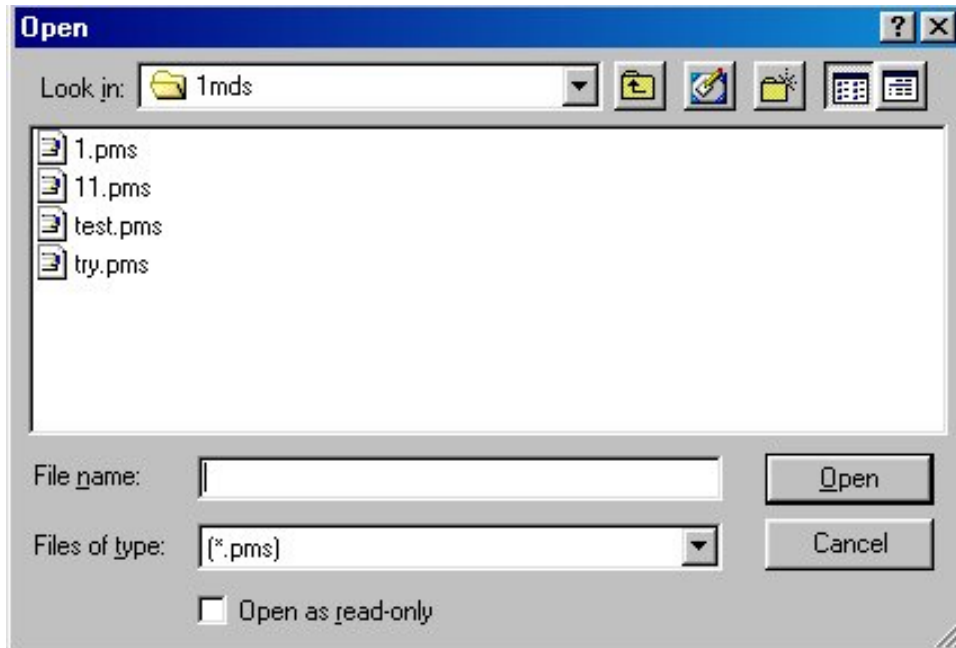 Open
Look in: 1mds
1.pms
11.pms
test.pms
try.pms
File name: Open
Files of type: (*.pms) Cancel
Open as read-only